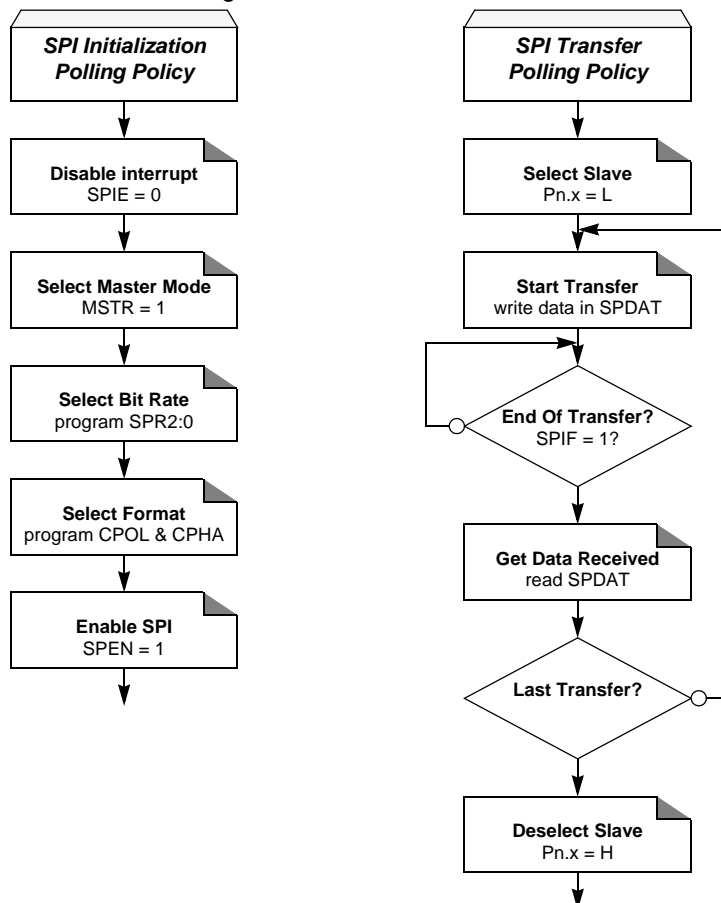 SPI Initialization
Polling Policy
Disable interrupt
SPIE = 0
Select Master Mode
MSTR = 1
Select Bit Rate
program SPR2:0
Select Format
program CPOL & CPHA
Enable SPI
SPEN = 1
SPI Transfer
Polling Policy
Select Slave
Pn.x = L
Start Transfer
write data in SPDAT
End Of Transfer?
SPIF = 1?
Get Data Received
read SPDAT
Last Transfer?
Deselect Slave
Pn.x = H